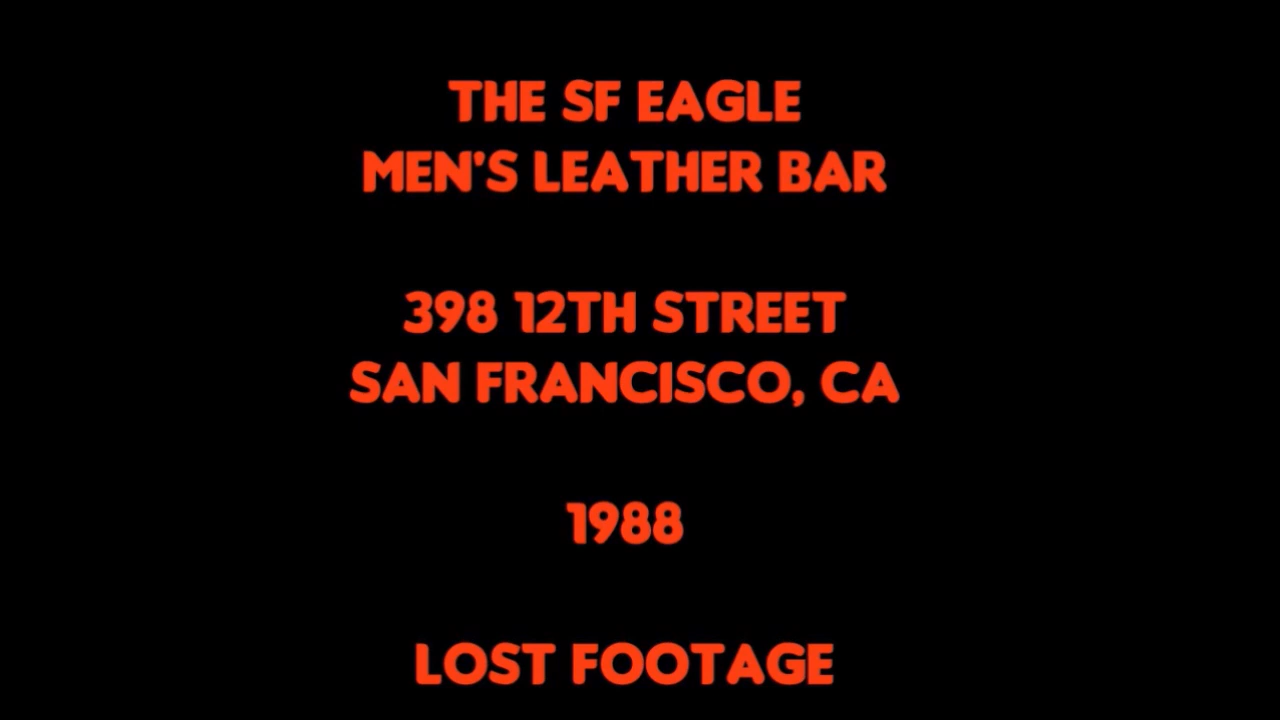 THE SF EAGLE
MEN'S LEATHER BAR
398 12TH STREET
SAN FRANCISCO, CA
1988
LOST FOOTAGE